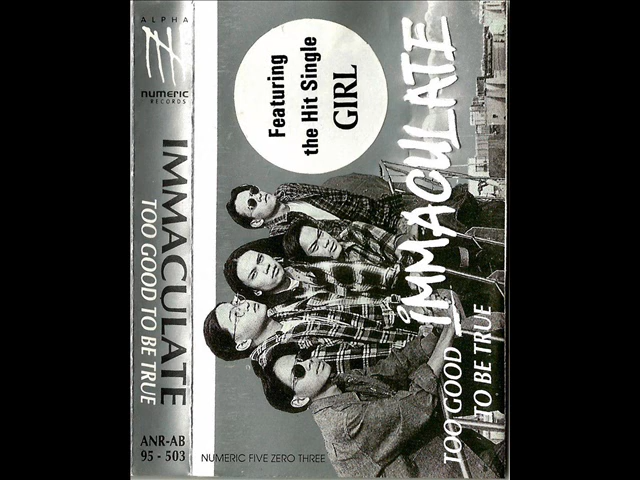 ALPHA
NUMERIC
RECORDS
IMMACULATE
TOO GOOD TO BE TRUE
ANR-AB
95 - 503
Featuring
the Hit Single
GIRL
IMMACULATE
TOO GOOD
TO BE TRUE
NUMERIC FIVE ZERO THREE